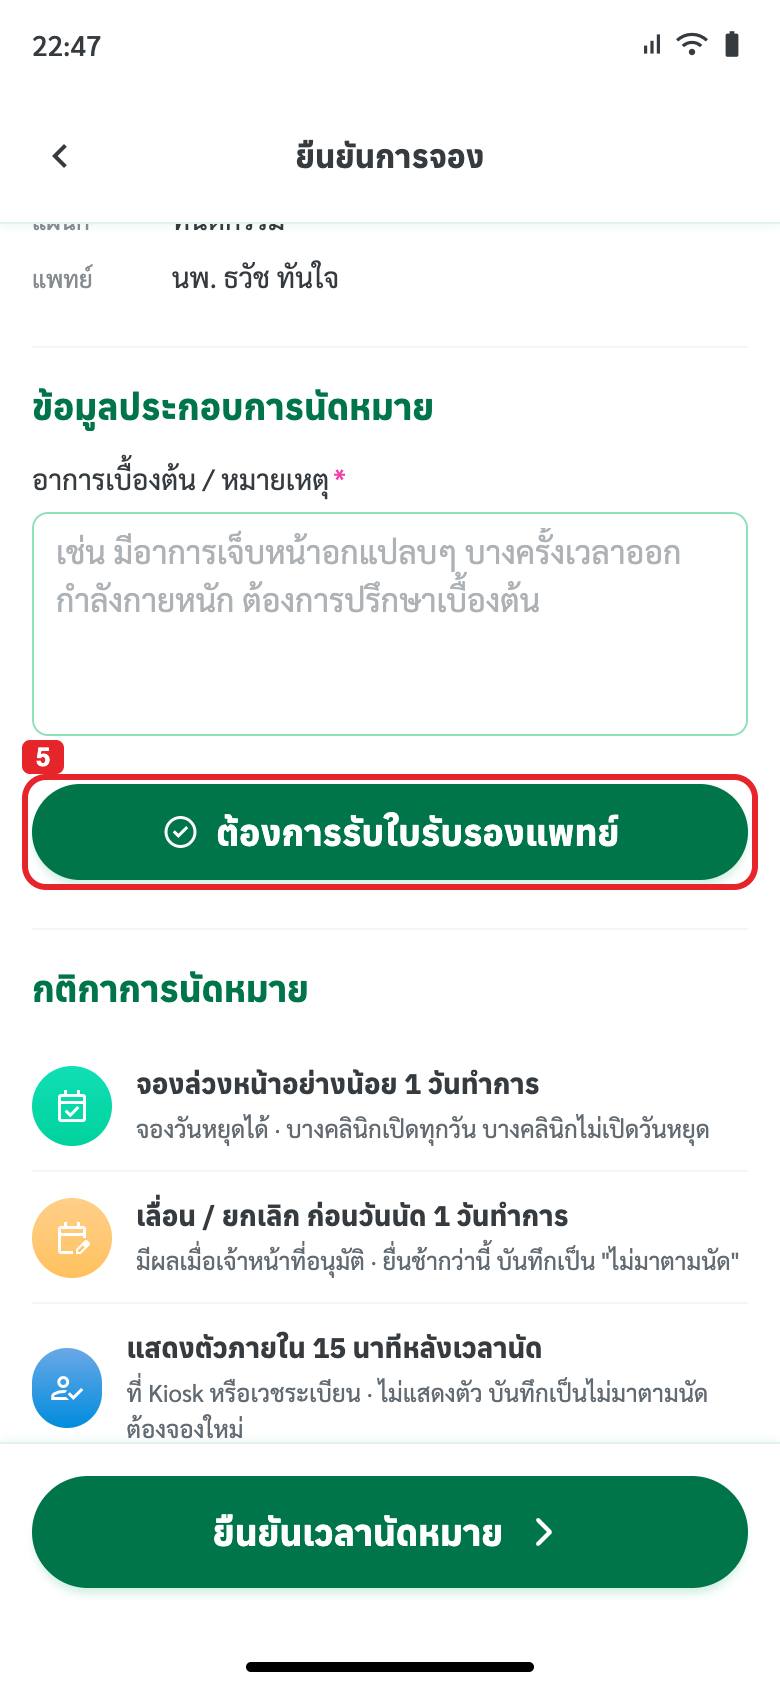 22:47
ยืนยันการจอง
แพทย์ นพ. ธวัช ทันใจ
ข้อมูลประกอบการนัดหมาย
อาการเบื้องต้น / หมายเหตุ *
เช่น มีอาการเจ็บหน้าอกแปลบๆ บางครั้งเวลาออก
กำลังกายหนัก ต้องการปรึกษาเบื้องต้น
5
ต้องการรับใบรับรองแพทย์
กติกาการนัดหมาย
จองล่วงหน้าอย่างน้อย 1 วันทำการ
จองวันหยุดได้ · บางคลินิกเปิดทุกวัน บางคลินิกไม่เปิดวันหยุด
เลื่อน / ยกเลิก ก่อนวันนัด 1 วันทำการ
มีผลเมื่อเจ้าหน้าที่อนุมัติ · ยื่นช้ากว่านี้ บันทึกเป็น "ไม่มาตามนัด"
แสดงตัวภายใน 15 นาทีหลังเวลานัด
ที่ Kiosk หรือเวชระเบียน · ไม่แสดงตัว บันทึกเป็นไม่มาตามนัด
ต้องจองใหม่
ยืนยันเวลานัดหมาย